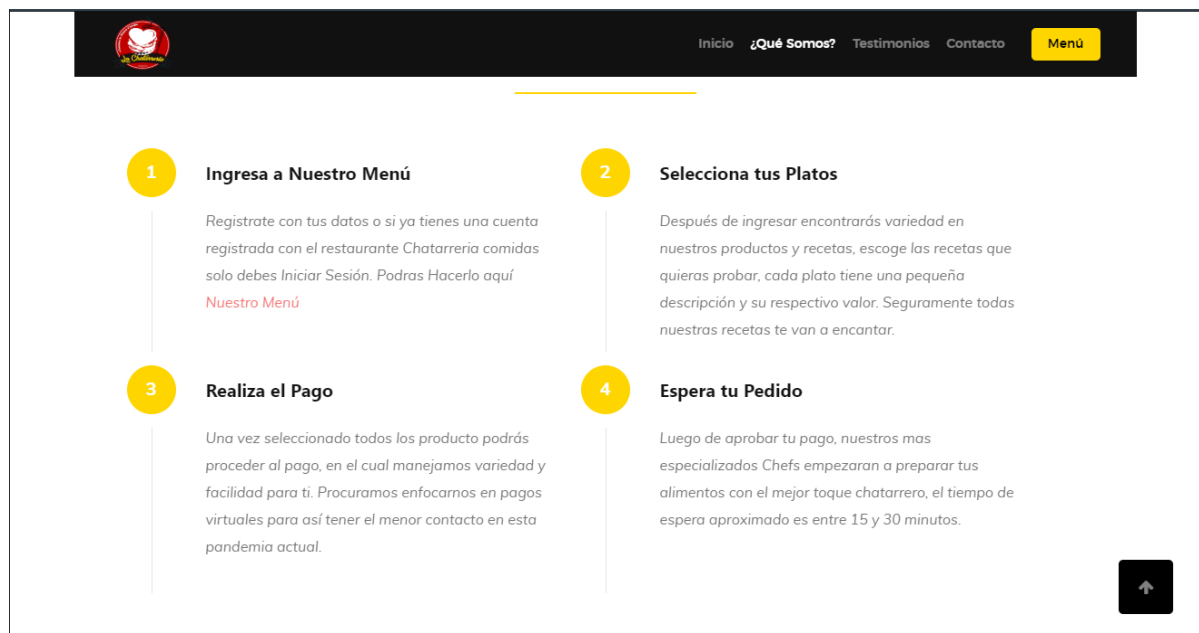 La Chatarrería
Inicio ¿Qué Somos? Testimonios Contacto Menú
1
Ingresa a Nuestro Menú
Registrate con tus datos o si ya tienes una cuenta
registrada con el restaurante Chatarreria comidas
solo debes Iniciar Sesión. Podras Hacerlo aquí
Nuestro Menú
2
Selecciona tus Platos
Después de ingresar encontrarás variedad en
nuestros productos y recetas, escoge las recetas que
quieras probar, cada plato tiene una pequeña
descripción y su respectivo valor. Seguramente todas
nuestras recetas te van a encantar.
3
Realiza el Pago
Una vez seleccionado todos los producto podrás
proceder al pago, en el cual manejamos variedad y
facilidad para ti. Procuramos enfocarnos en pagos
virtuales para así tener el menor contacto en esta
pandemia actual.
4
Espera tu Pedido
Luego de aprobar tu pago, nuestros mas
especializados Chefs empezaran a preparar tus
alimentos con el mejor toque chatarrero, el tiempo de
espera aproximado es entre 15 y 30 minutos.